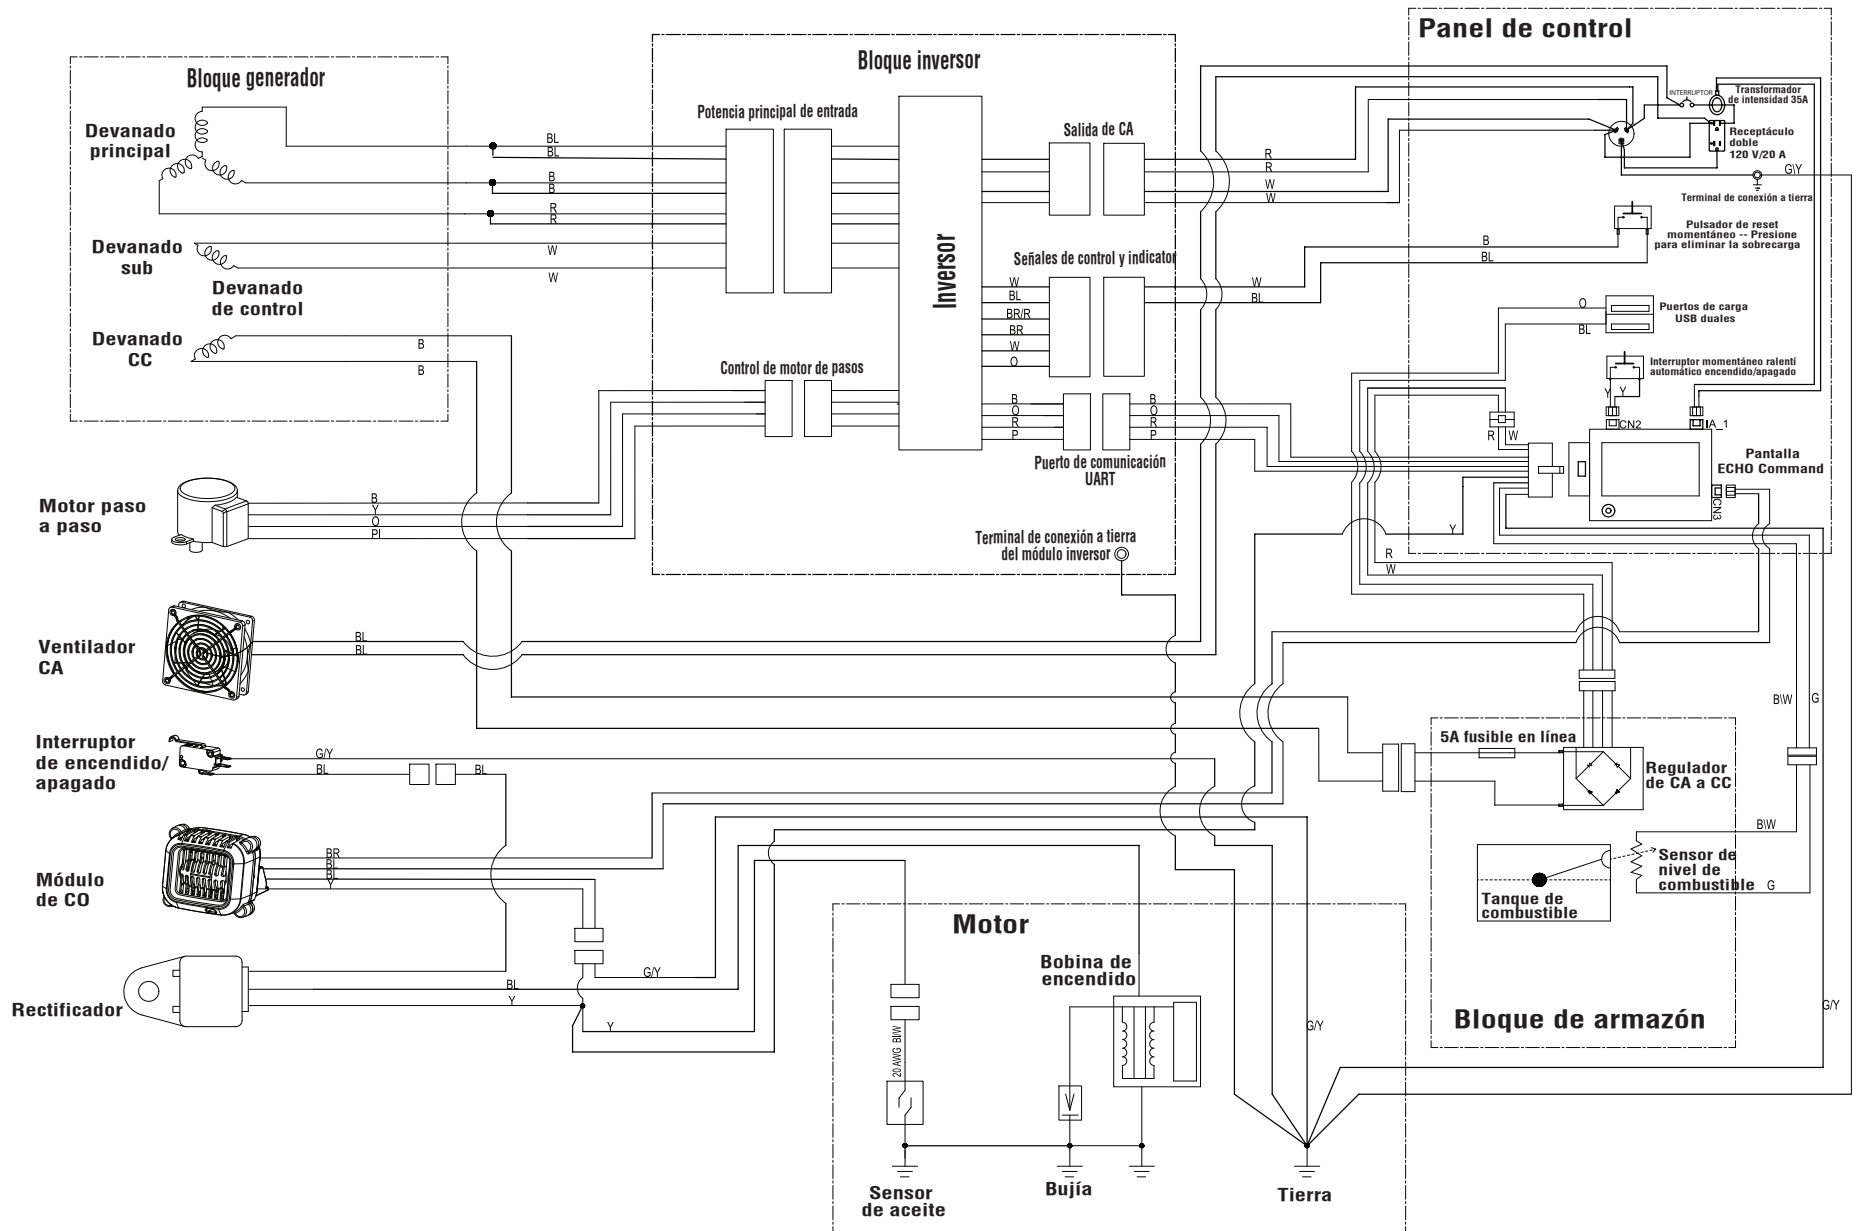 Panel de control
Bloque generador
Devanado
principal
Devanado
sub
Devanado
de control
Devanado
CC
BL
BL
B
B
R
R
W
W
B
B
Bloque inversor
Potencia principal de entrada
Inversor
Salida de CA
Señales de control y indicator
W
BL
BR/R
BR
W
O
Control de motor de pasos
B
O
R
P
B
O
R
P
Puerto de comunicación
UART
Terminal de conexión a tierra
del módulo inversor
R
R
W
W
W
BL
B
BL
INTERRUPTOR
Transformador
de intensidad 35A
Receptáculo
doble
120 V/20 A
G\Y
Terminal de conexión a tierra
Pulsador de reset
momentáneo -- Presione
para eliminar la sobrecarga
O
BL
Puertos de carga
USB duales
Interruptor momentáneo ralentí
automático encendido/apagado
Y
Y
CN2
IA_1
R
W
Pantalla
ECHO Command
CN3
Y
R
W
Motor paso
a paso
B
Y
O
PI
Ventilador
CA
BL
BL
Interruptor
de encendido/
apagado
G/Y
BL
BL
Módulo
de CO
BR
BL
BL
Y
Rectificador
BL
Y
G/Y
Y
B\W
G
5A fusible en línea
Regulador
de CA a CC
B\W
Sensor de
nivel de
combustible
G
Tanque de
combustible
Bloque de armazón
G/Y
Motor
Bobina de
encendido
20 AWG Bl/W
G/Y
Sensor
de aceite
Bujía
Tierra